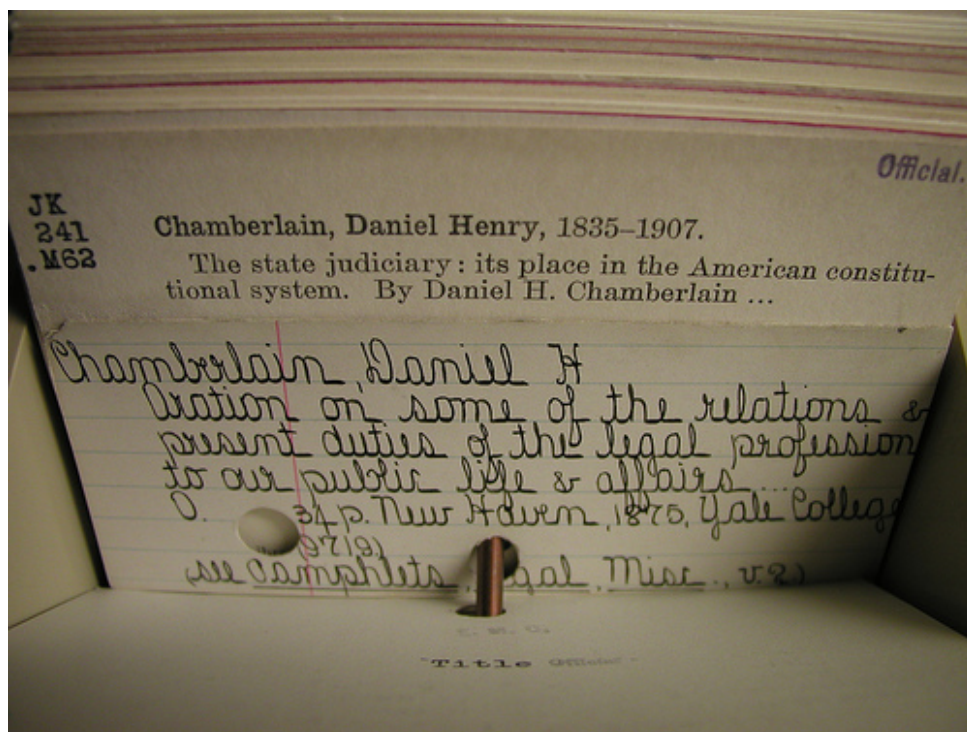 Official.
JK
241
.M62
Chamberlain, Daniel Henry, 1835–1907.
The state judiciary: its place in the American constitu-
tional system. By Daniel H. Chamberlain ...
Chamberlain, Daniel H
Oration on some of the relations &
present duties of the legal profession
to our public life & affairs...
O. 34 p. New Haven, 1875, Yale College
(see Pamphlets, Legal, Misc., v.2)
Title